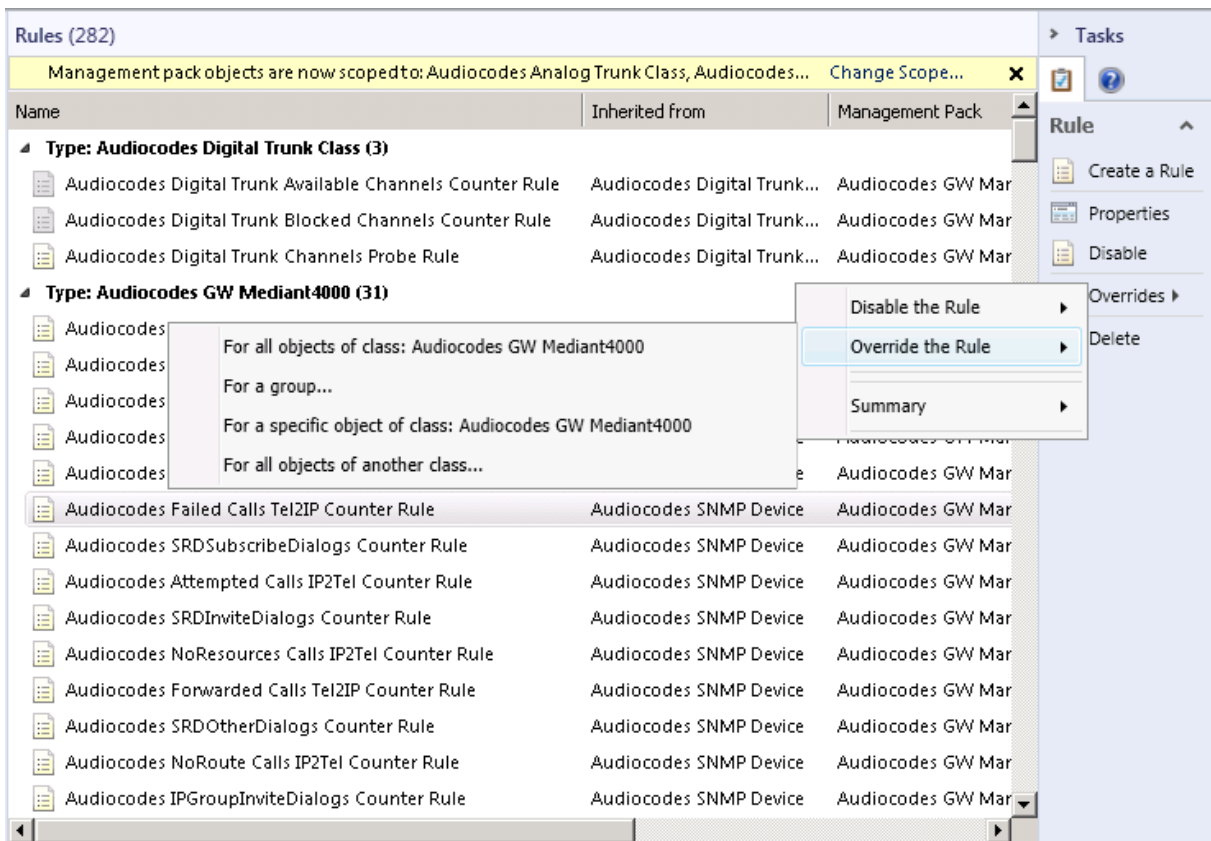 Rules (282)
Management pack objects are now scoped to: Audiocodes Analog Trunk Class, Audiocodes... Change Scope...
Name Inherited from Management Pack
Type: Audiocodes Digital Trunk Class (3)
Audiocodes Digital Trunk Available Channels Counter Rule Audiocodes Digital Trunk... Audiocodes GW Mar
Audiocodes Digital Trunk Blocked Channels Counter Rule Audiocodes Digital Trunk... Audiocodes GW Mar
Audiocodes Digital Trunk Channels Probe Rule Audiocodes Digital Trunk... Audiocodes GW Mar
Type: Audiocodes GW Mediant4000 (31)
Audiocodes
Audiocodes
Audiocodes
Audiocodes
Audiocodes
Audiocodes Failed Calls Tel2IP Counter Rule Audiocodes SNMP Device Audiocodes GW Mar
Audiocodes SRDSubscribeDialogs Counter Rule Audiocodes SNMP Device Audiocodes GW Mar
Audiocodes Attempted Calls IP2Tel Counter Rule Audiocodes SNMP Device Audiocodes GW Mar
Audiocodes SRDInviteDialogs Counter Rule Audiocodes SNMP Device Audiocodes GW Mar
Audiocodes NoResources Calls IP2Tel Counter Rule Audiocodes SNMP Device Audiocodes GW Mar
Audiocodes Forwarded Calls Tel2IP Counter Rule Audiocodes SNMP Device Audiocodes GW Mar
Audiocodes SRDOtherDialogs Counter Rule Audiocodes SNMP Device Audiocodes GW Mar
Audiocodes NoRoute Calls IP2Tel Counter Rule Audiocodes SNMP Device Audiocodes GW Mar
Audiocodes IPGroupInviteDialogs Counter Rule Audiocodes SNMP Device Audiocodes GW Mar
For all objects of class: Audiocodes GW Mediant4000
For a group...
For a specific object of class: Audiocodes GW Mediant4000
For all objects of another class...
Disable the Rule
Override the Rule
Summary
Tasks
Rule
Create a Rule
Properties
Disable
Overrides
Delete